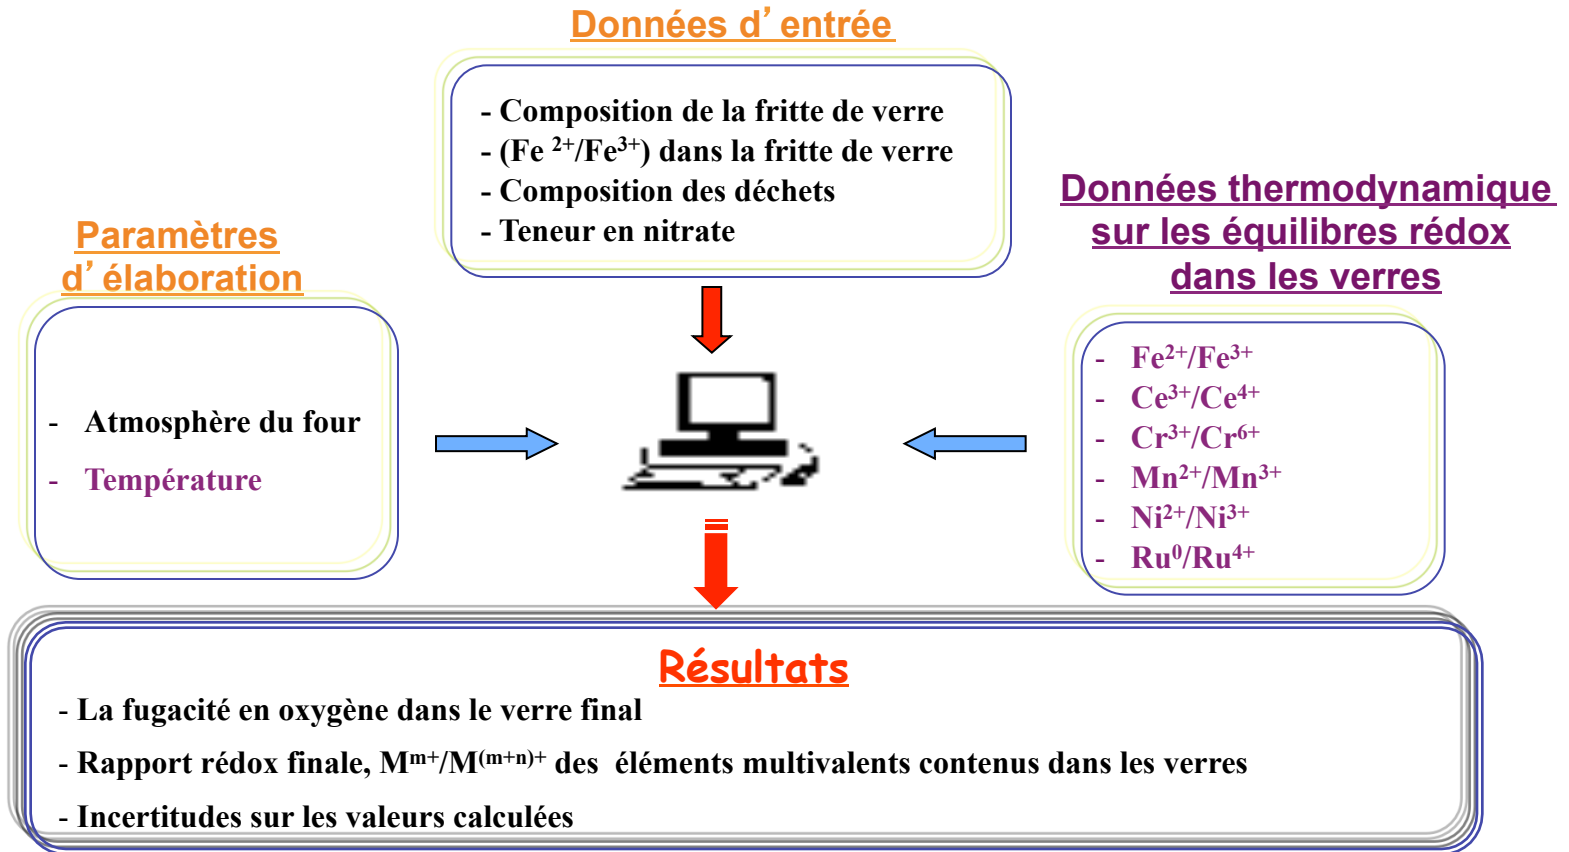 Données d’entrée
- Composition de la fritte de verre
- (Fe ²⁺/Fe³⁺) dans la fritte de verre
- Composition des déchets
- Teneur en nitrate
Paramètres
d’élaboration
- Atmosphère du four
- Température
Données thermodynamique
sur les équilibres rédox
dans les verres
- Fe²⁺/Fe³⁺
- Ce³⁺/Ce⁴⁺
- Cr³⁺/Cr⁶⁺
- Mn²⁺/Mn³⁺
- Ni²⁺/Ni³⁺
- Ru⁰/Ru⁴⁺
Résultats
- La fugacité en oxygène dans le verre final
- Rapport rédox finale, Mᵐ⁺/M⁽ᵐ⁺ⁿ⁾⁺ des éléments multivalents contenus dans les verres
- Incertitudes sur les valeurs calculées